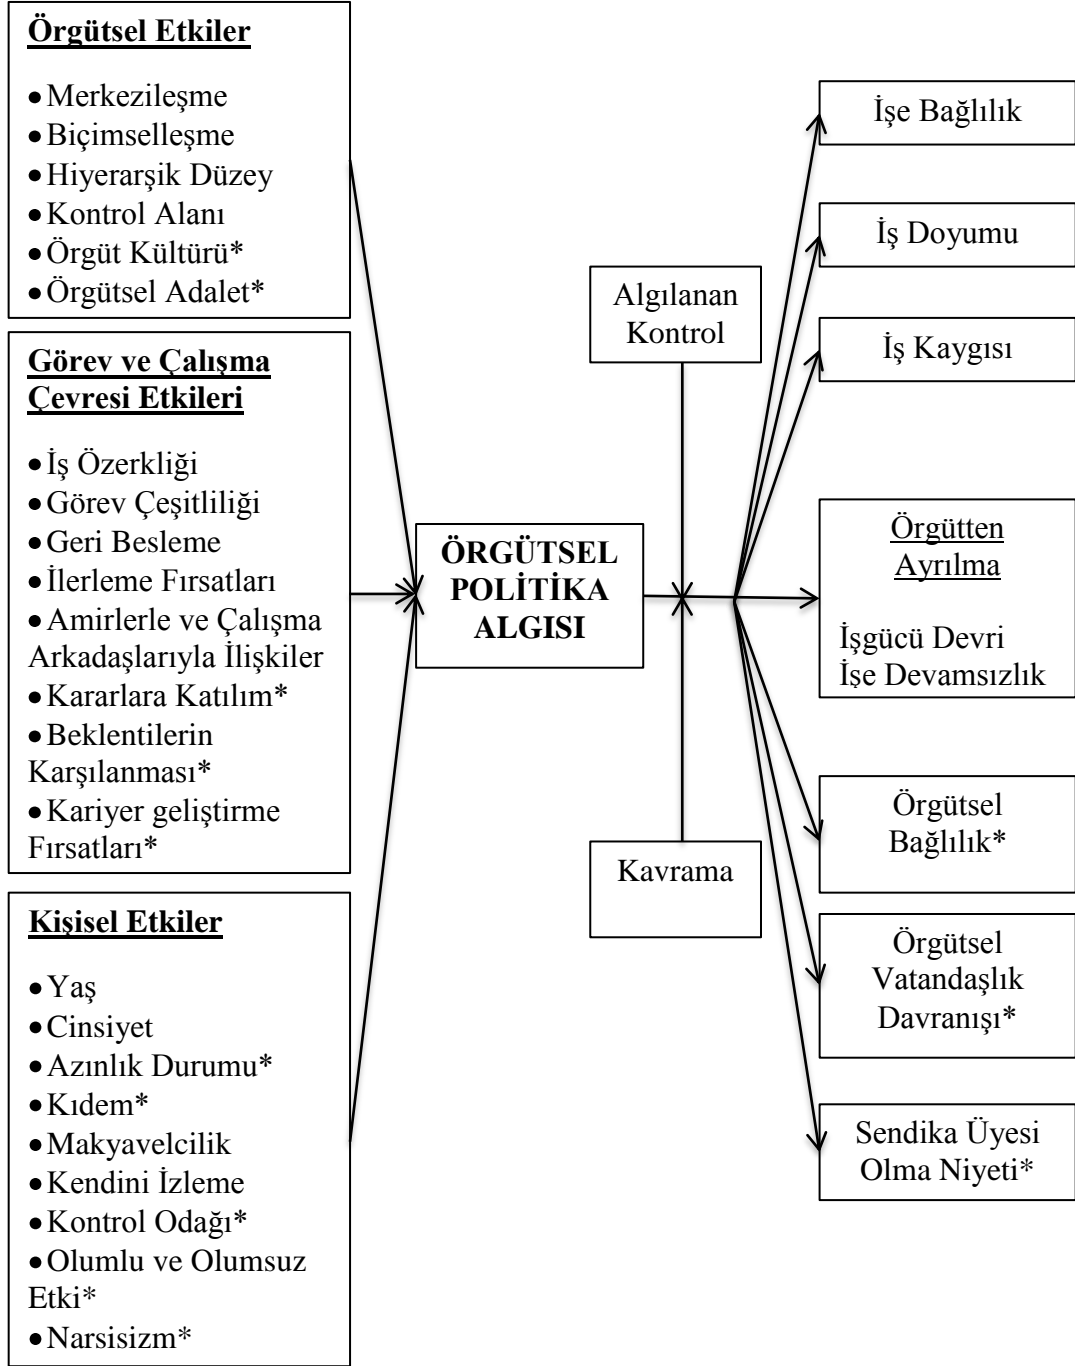 Örgütsel Etkiler
•Merkezileşme
•Biçimselleşme
•Hiyerarşik Düzey
•Kontrol Alanı
•Örgüt Kültürü*
•Örgütsel Adalet*
Görev ve Çalışma
Çevresi Etkileri
•İş Özerkliği
•Görev Çeşitliliği
•Geri Besleme
•İlerleme Fırsatları
•Amirlerle ve Çalışma
Arkadaşlarıyla İlişkiler
•Kararlara Katılım*
•Beklentilerin
Karşılanması*
•Kariyer geliştirme
Fırsatları*
Kişisel Etkiler
•Yaş
•Cinsiyet
•Azınlık Durumu*
•Kıdem*
•Makyavelcilik
•Kendini İzleme
•Kontrol Odağı*
•Olumlu ve Olumsuz
Etki*
•Narsisizm*
ÖRGÜTSEL
POLİTİKA
ALGISI
Algılanan
Kontrol
Kavrama
İşe Bağlılık
İş Doyumu
İş Kaygısı
Örgütten
Ayrılma
İşgücü Devri
İşe Devamsızlık
Örgütsel
Bağlılık*
Örgütsel
Vatandaşlık
Davranışı*
Sendika Üyesi
Olma Niyeti*